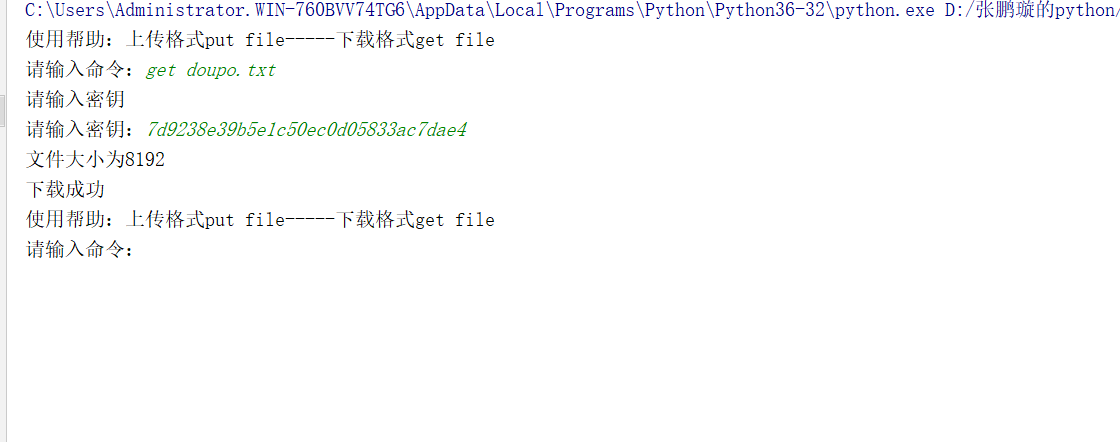 C:\Users\Administrator.WIN-760BVV74TG6\AppData\Local\Programs\Python\Python36-32\python.exe D:/张鹏璇的python/
使用帮助：上传格式put file-----下载格式get file
请输入命令：get doupo.txt
请输入密钥
请输入密钥：7d9238e39b5e1c50ec0d05833ac7dae4
文件大小为8192
下载成功
使用帮助：上传格式put file-----下载格式get file
请输入命令：